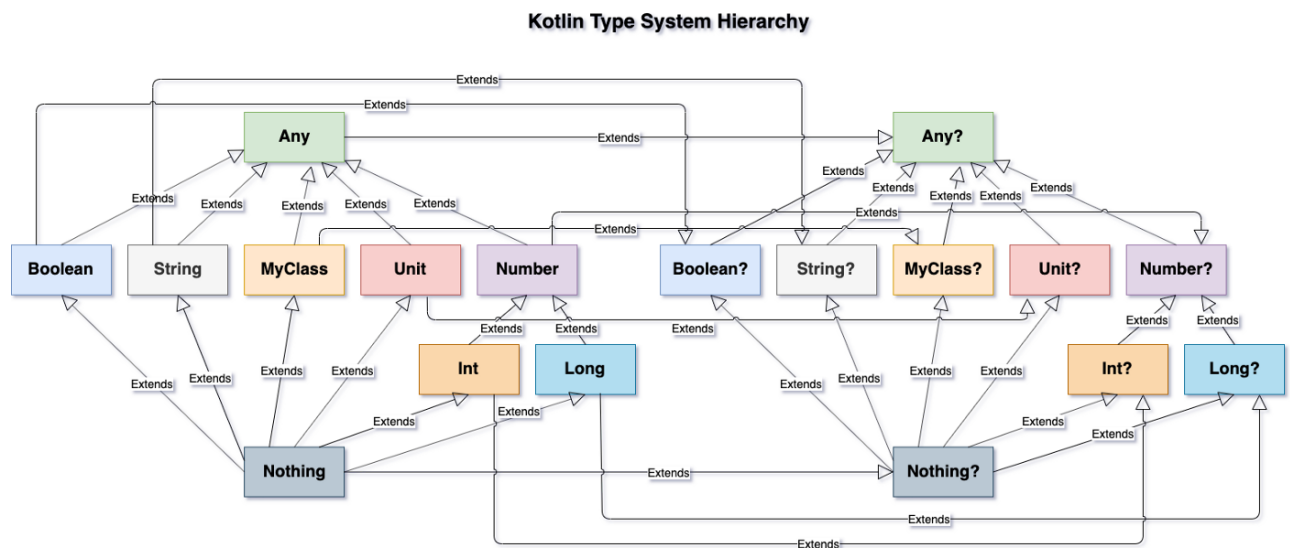 Kotlin Type System Hierarchy
Extends
Extends
Any
Extends
Any?
Extends
Extends
Extends
Extends
Extends
Extends
Extends
Extends
Extends
Extends
Extends
Extends
Extends
Boolean
String
MyClass
Unit
Number
Boolean?
String?
MyClass?
Unit?
Number?
Extends
Extends
Extends
Extends
Extends
Int
Long
Int?
Long?
Extends
Extends
Extends
Extends
Extends
Extends
Extends
Extends
Extends
Extends
Extends
Extends
Nothing
Extends
Nothing?
Extends
Extends